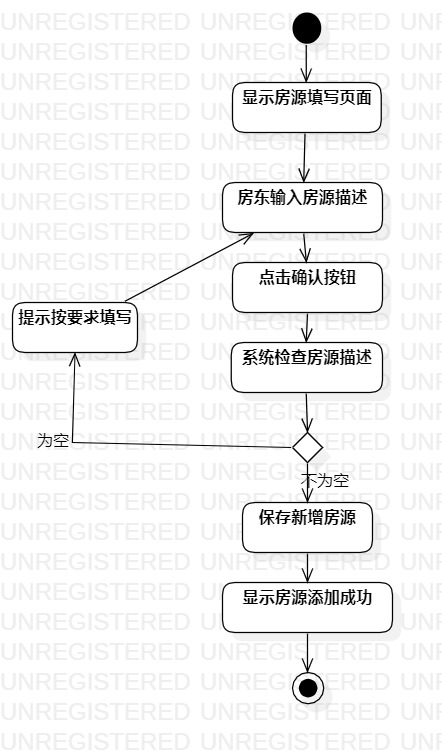 显示房源填写页面
房东输入房源描述
点击确认按钮
提示按要求填写
系统检查房源描述
为空
不为空
保存新增房源
显示房源添加成功
UNREGISTERED